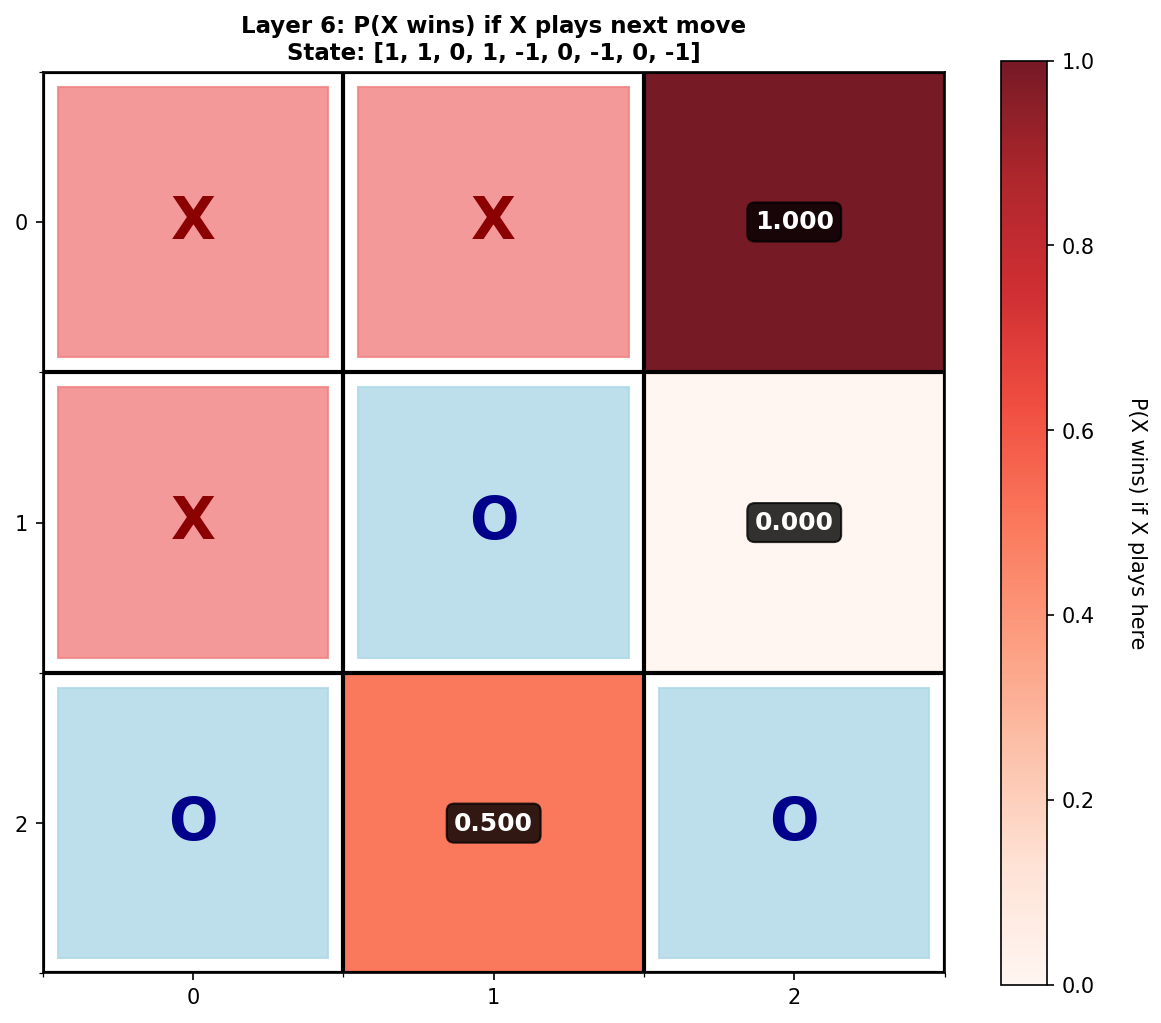 Layer 6: P(X wins) if X plays next move
State: [1, 1, 0, 1, -1, 0, -1, 0, -1]
0
X
X
1.000
1
X
O
0.000
2
O
0.500
O
0
1
2
1.0
0.8
0.6
0.4
0.2
0.0
P(X wins) if X plays here